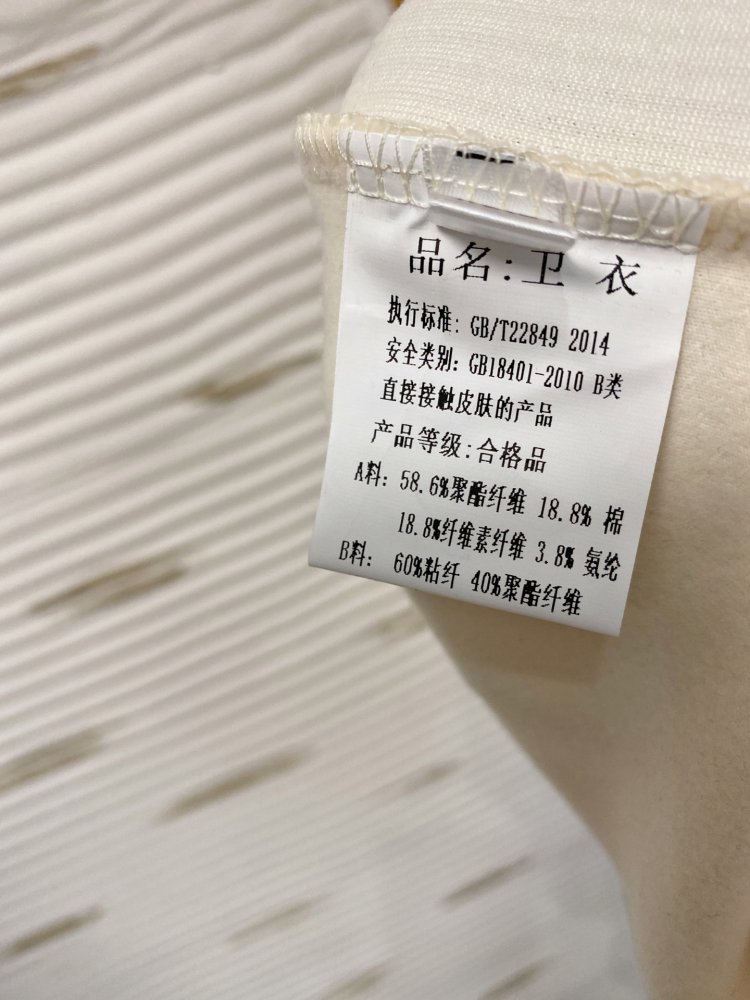 品名:卫 衣
执行标准: GB/T22849 2014
安全类别: GB18401-2010 B类
直接接触皮肤的产品
产品等级:合格品
A料: 58.6%聚酯纤维 18.8% 棉
18.8%纤维素纤维 3.8% 氨纶
B料: 60%粘纤 40%聚酯纤维